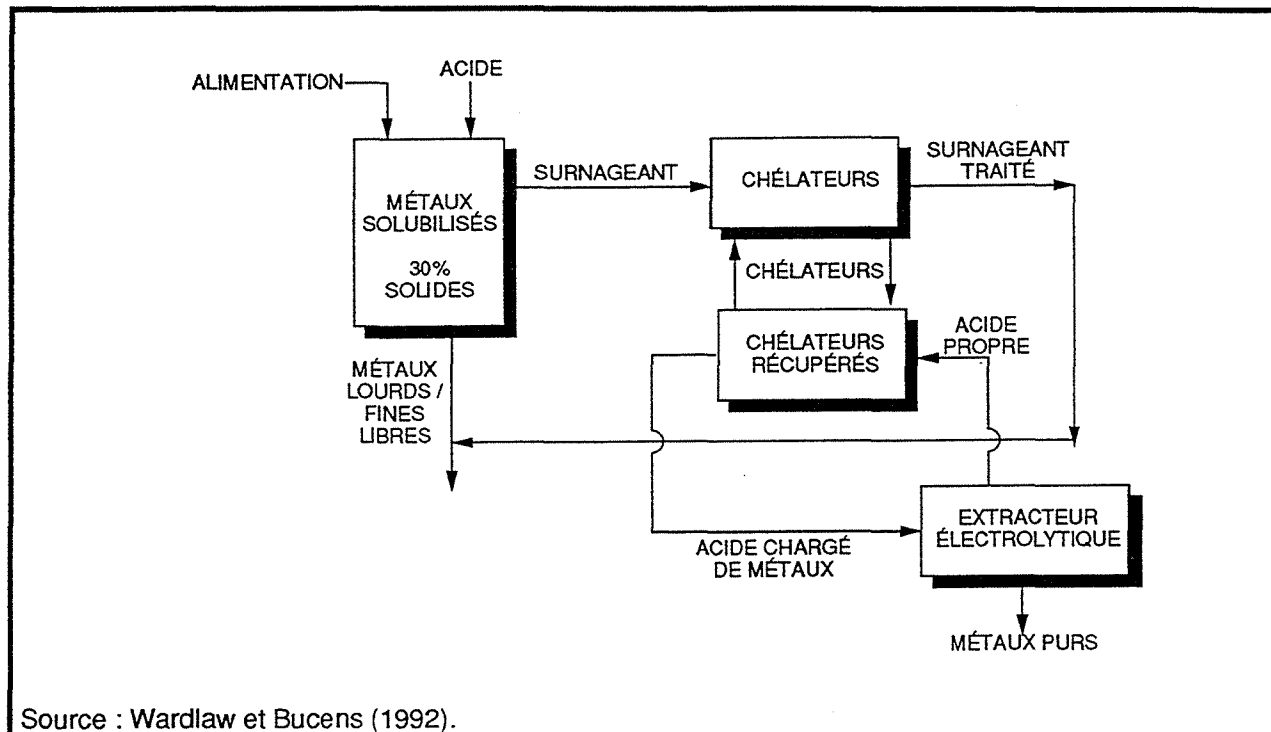 ALIMENTATION
ACIDE
MÉTAUX
SOLUBILISÉS
30%
SOLIDES
SURNAGEANT
CHÉLATEURS
SURNAGEANT
TRAITÉ
CHÉLATEURS
CHÉLATEURS
RÉCUPÉRÉS
ACIDE
PROPRE
MÉTAUX
LOURDS /
FINES
LIBRES
ACIDE CHARGÉ
DE MÉTAUX
EXTRACTEUR
ÉLECTROLYTIQUE
MÉTAUX PURS
Source : Wardlaw et Bucens (1992).